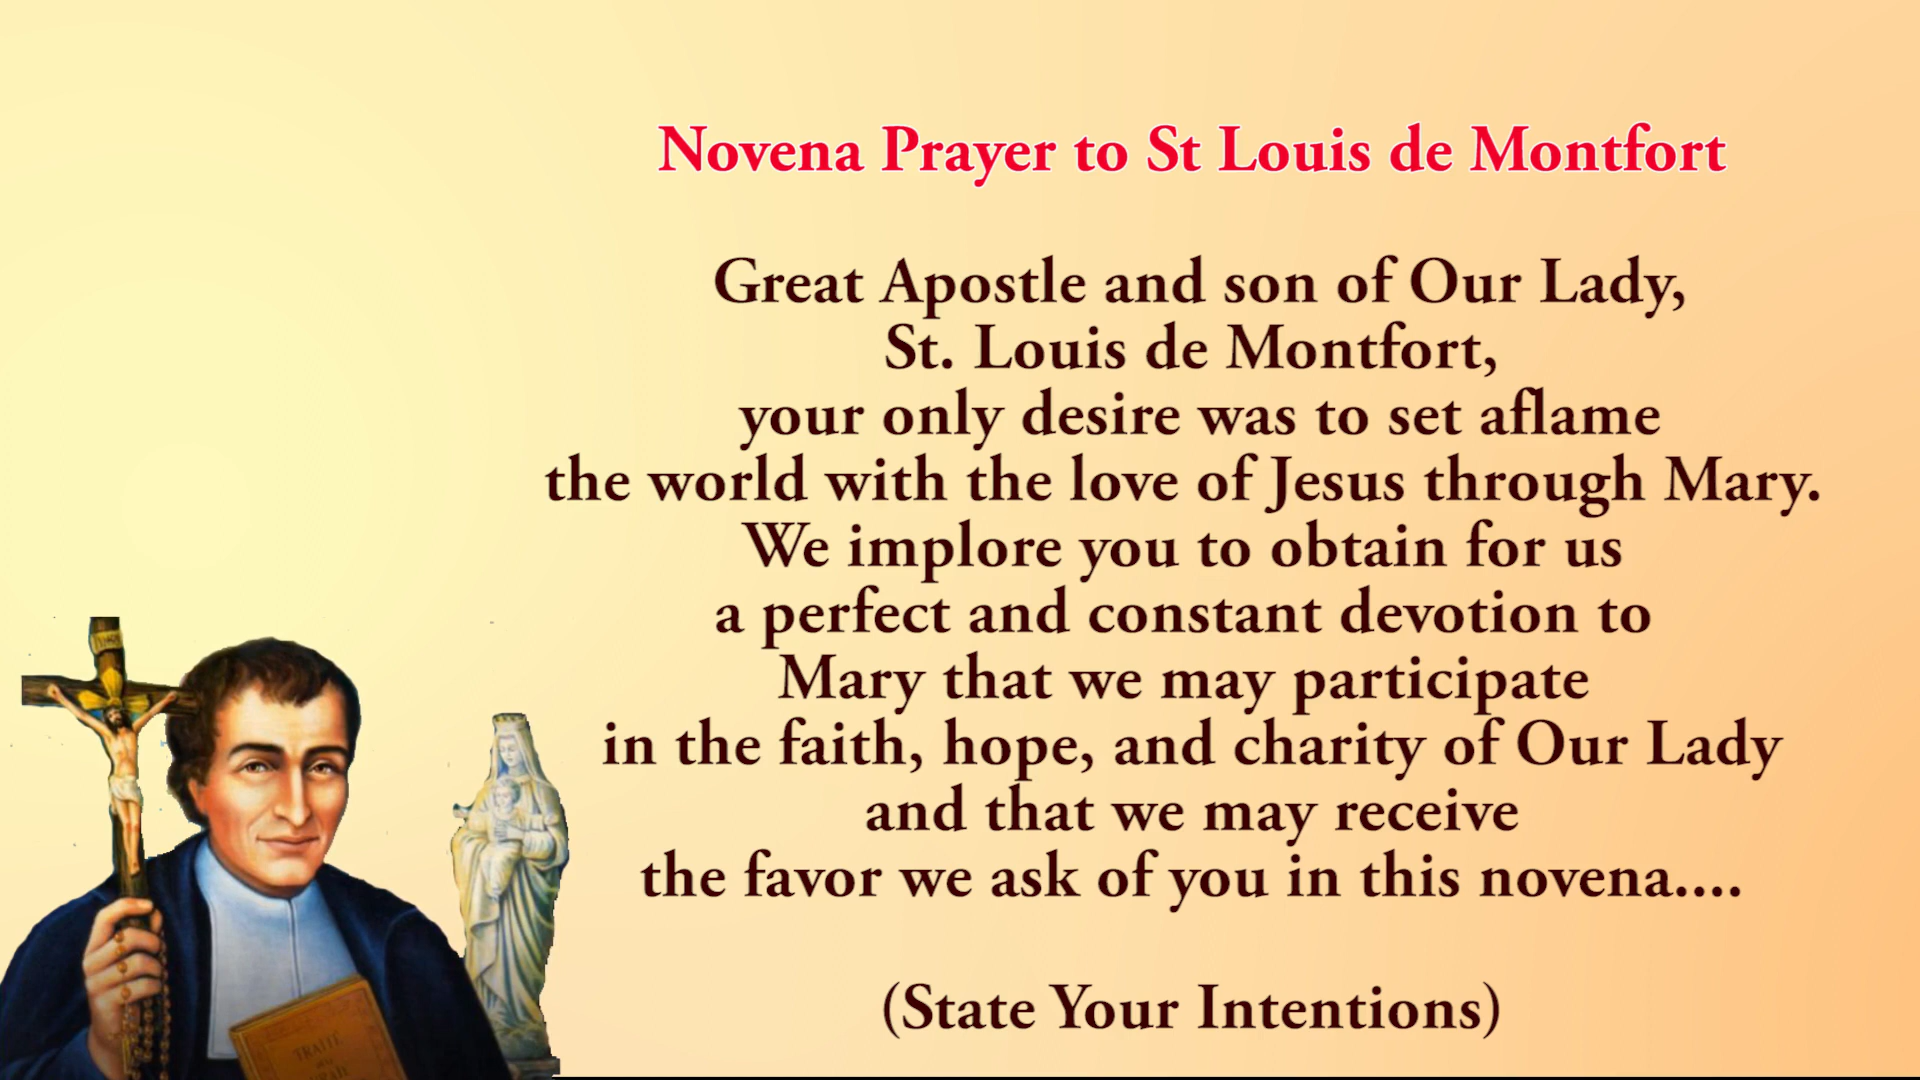 Novena Prayer to St Louis de Montfort
Great Apostle and son of Our Lady,
St. Louis de Montfort,
your only desire was to set aflame
the world with the love of Jesus through Mary.
We implore you to obtain for us
a perfect and constant devotion to
Mary that we may participate
in the faith, hope, and charity of Our Lady
and that we may receive
the favor we ask of you in this novena....
(State Your Intentions)
TRAITÉ